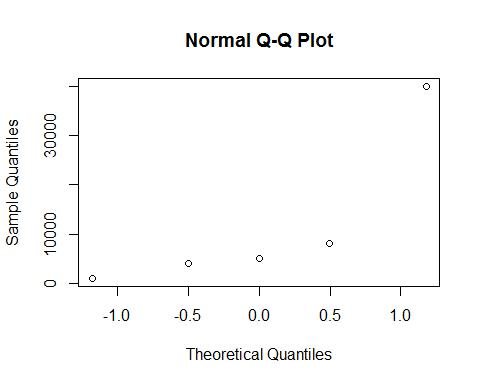 Normal Q-Q Plot
Sample Quantiles
30000
10000
0
-1.0 -0.5 0.0 0.5 1.0
Theoretical Quantiles